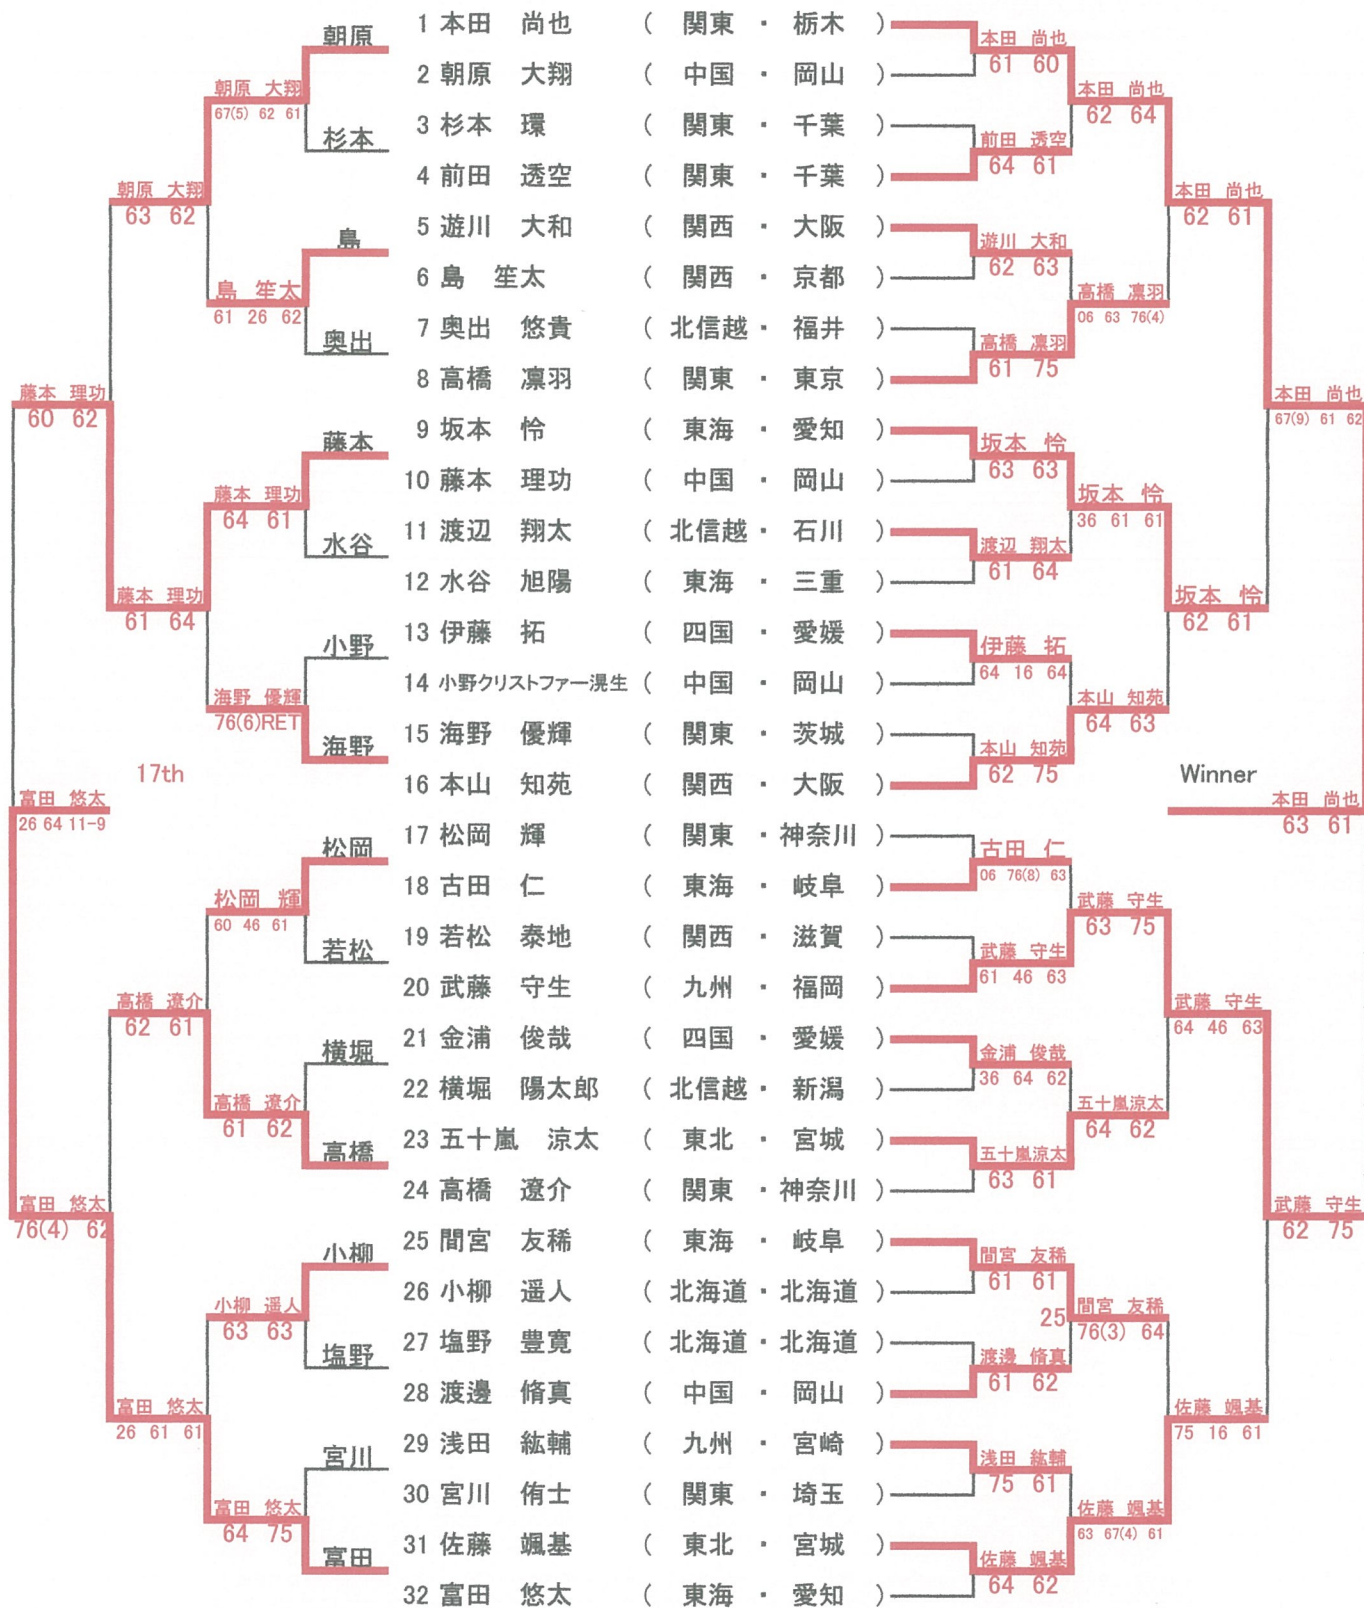 1 本田 尚也 ( 関東 ・ 栃木 )
朝原
本田 尚也
61 60
2 朝原 大翔 ( 中国 ・ 岡山 )
朝原 大翔
67(5) 62 61
本田 尚也
62 64
3 杉本 環 ( 関東 ・ 千葉 )
杉本
前田 透空
64 61
4 前田 透空 ( 関東 ・ 千葉 )
朝原 大翔
63 62
本田 尚也
62 61
5 遊川 大和 ( 関西 ・ 大阪 )
島
遊川 大和
62 63
6 島 笙太 ( 関西 ・ 京都 )
島 笙太
61 26 62
高橋 凛羽
06 63 76(4)
7 奥出 悠貴 ( 北信越 ・ 福井 )
奥出
高橋 凛羽
61 75
8 高橋 凛羽 ( 関東 ・ 東京 )
藤本 理功
60 62
本田 尚也
67(9) 61 62
9 坂本 怜 ( 東海 ・ 愛知 )
藤本
坂本 怜
63 63
10 藤本 理功 ( 中国 ・ 岡山 )
藤本 理功
64 61
坂本 怜
36 61 61
11 渡辺 翔太 ( 北信越 ・ 石川 )
水谷
渡辺 翔太
61 64
12 水谷 旭陽 ( 東海 ・ 三重 )
藤本 理功
61 64
坂本 怜
62 61
13 伊藤 拓 ( 四国 ・ 愛媛 )
小野
伊藤 拓
64 16 64
14 小野クリストファー滉生 ( 中国 ・ 岡山 )
海野 優輝
76(6)RET
本山 知苑
64 63
15 海野 優輝 ( 関東 ・ 茨城 )
海野
本山 知苑
62 75
16 本山 知苑 ( 関西 ・ 大阪 )
17th
Winner
富田 悠太
26 64 11-9
本田 尚也
63 61
17 松岡 輝 ( 関東 ・ 神奈川 )
松岡
古田 仁
06 76(8) 63
18 古田 仁 ( 東海 ・ 岐阜 )
松岡 輝
60 46 61
武藤 守生
63 75
19 若松 泰地 ( 関西 ・ 滋賀 )
若松
武藤 守生
61 46 63
20 武藤 守生 ( 九州 ・ 福岡 )
高橋 遼介
62 61
武藤 守生
64 46 63
21 金浦 俊哉 ( 四国 ・ 愛媛 )
横堀
金浦 俊哉
36 64 62
22 横堀 陽太郎 ( 北信越 ・ 新潟 )
高橋 遼介
61 62
五十嵐涼太
64 62
23 五十嵐 涼太 ( 東北 ・ 宮城 )
高橋
五十嵐涼太
63 61
24 高橋 遼介 ( 関東 ・ 神奈川 )
富田 悠太
76(4) 62
武藤 守生
62 75
25 間宮 友稀 ( 東海 ・ 岐阜 )
小柳
間宮 友稀
61 61
26 小柳 遥人 ( 北海道 ・ 北海道 )
小柳 遥人
63 63
25
間宮 友稀
76(3) 64
27 塩野 豊寛 ( 北海道 ・ 北海道 )
塩野
渡邊 脩真
61 62
28 渡邊 脩真 ( 中国 ・ 岡山 )
富田 悠太
26 61 61
佐藤 颯基
75 16 61
29 浅田 紘輔 ( 九州 ・ 宮崎 )
宮川
浅田 紘輔
75 61
30 宮川 侑士 ( 関東 ・ 埼玉 )
富田 悠太
64 75
佐藤 颯基
63 67(4) 61
31 佐藤 颯基 ( 東北 ・ 宮城 )
富田
佐藤 颯基
64 62
32 富田 悠太 ( 東海 ・ 愛知 )